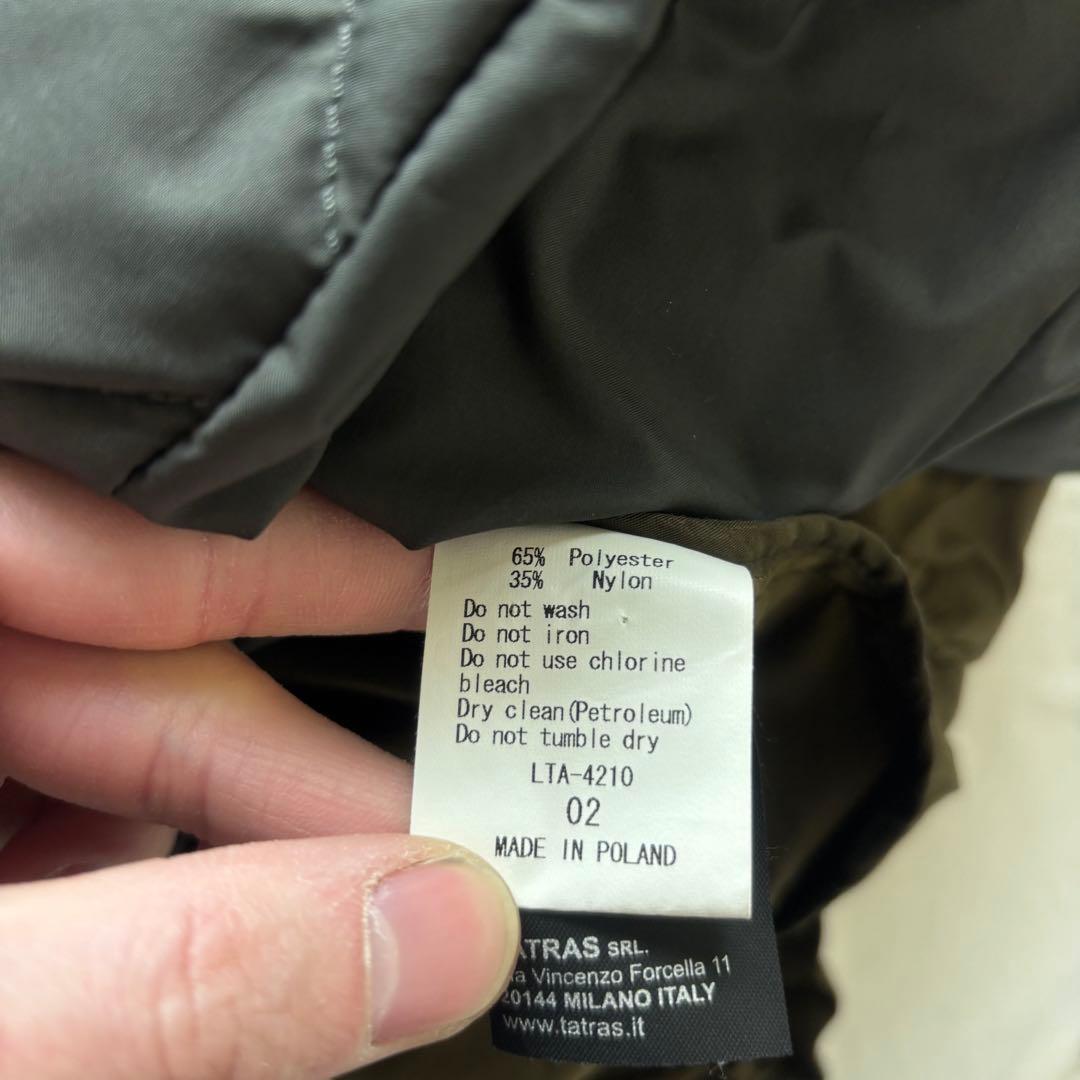 65% Polyester
35% Nylon
Do not wash
Do not iron
Do not use chlorine
bleach
Dry clean(Petroleum)
Do not tumble dry
LTA-4210
02
MADE IN POLAND
ATRAS SRL.
a Vincenzo Forcella 11
20144 MILANO ITALY
www.tatras.it